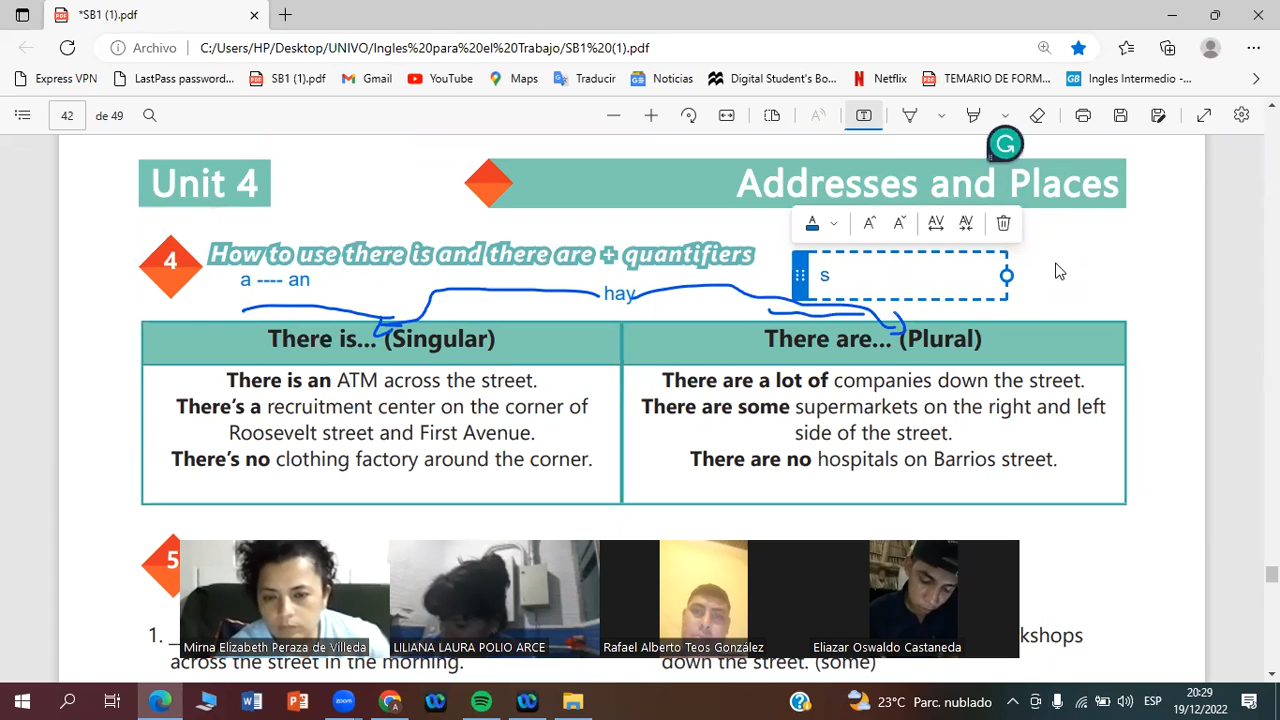 *SB1 (1).pdf
Archivo C:/Users/HP/Desktop/UNIVO/Ingles%20para%20el%20Trabajo/SB1%20(1).pdf
Express VPN LastPass password... SB1 (1).pdf Gmail YouTube Maps Traducir Noticias Digital Student's Bo... Netflix TEMARIO DE FORM... Ingles Intermedio -...
42 de 49
Unit 4 Addresses and Places
4 How to use there is and there are + quantifiers
a ---- an
s
hay
There is... (Singular) There are... (Plural)
There is an ATM across the street.
There's a recruitment center on the corner of
Roosevelt street and First Avenue.
There's no clothing factory around the corner.
There are a lot of companies down the street.
There are some supermarkets on the right and left
side of the street.
There are no hospitals on Barrios street.
5
1. kshops
across the street in the morning. down the street. (some)
Mirna Elizabeth Peraza de Villeda
LILIANA LAURA POLIO ARCE
Rafael Alberto Teos González
Eliazar Oswaldo Castaneda
23°C Parc. nublado ESP 20:29
19/12/2022